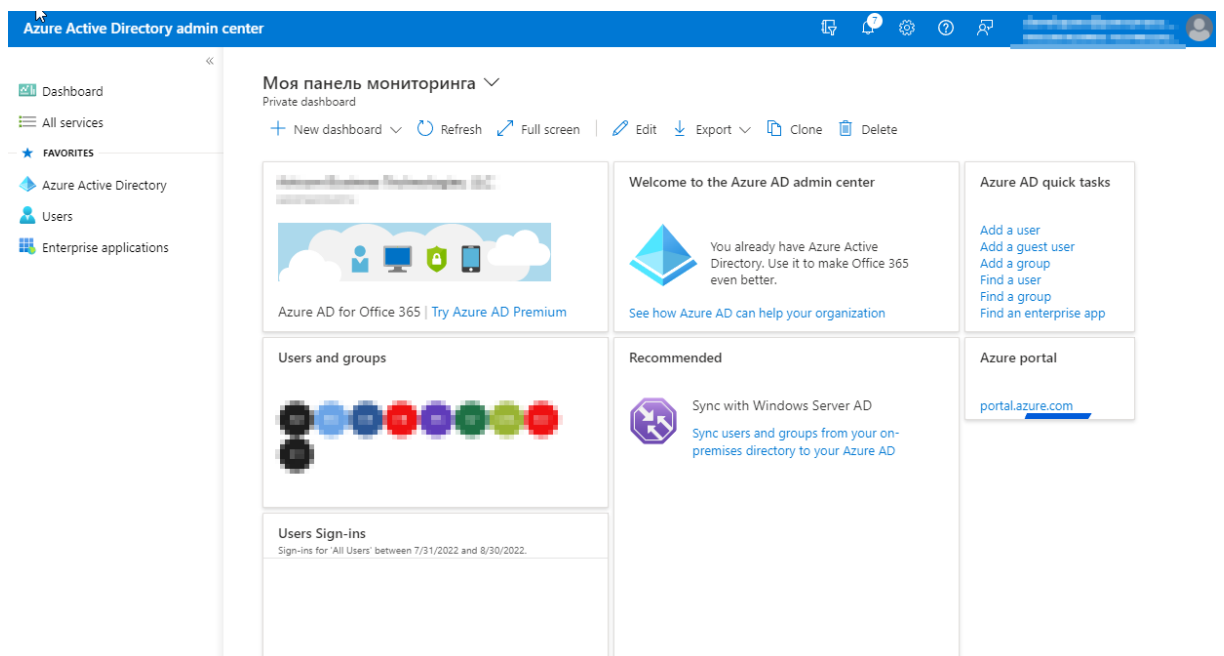 Azure Active Directory admin center
7
«
Dashboard
All services
FAVORITES
Azure Active Directory
Users
Enterprise applications
Моя панель мониторинга
Private dashboard
New dashboard
Refresh
Full screen
Edit
Export
Clone
Delete
Azure AD for Office 365 | Try Azure AD Premium
Welcome to the Azure AD admin center
You already have Azure Active
Directory. Use it to make Office 365
even better.
See how Azure AD can help your organization
Azure AD quick tasks
Add a user
Add a guest user
Add a group
Find a user
Find a group
Find an enterprise app
Users and groups
Recommended
Sync with Windows Server AD
Sync users and groups from your on-
premises directory to your Azure AD
Azure portal
portal.azure.com
Users Sign-ins
Sign-ins for 'All Users' between 7/31/2022 and 8/30/2022.